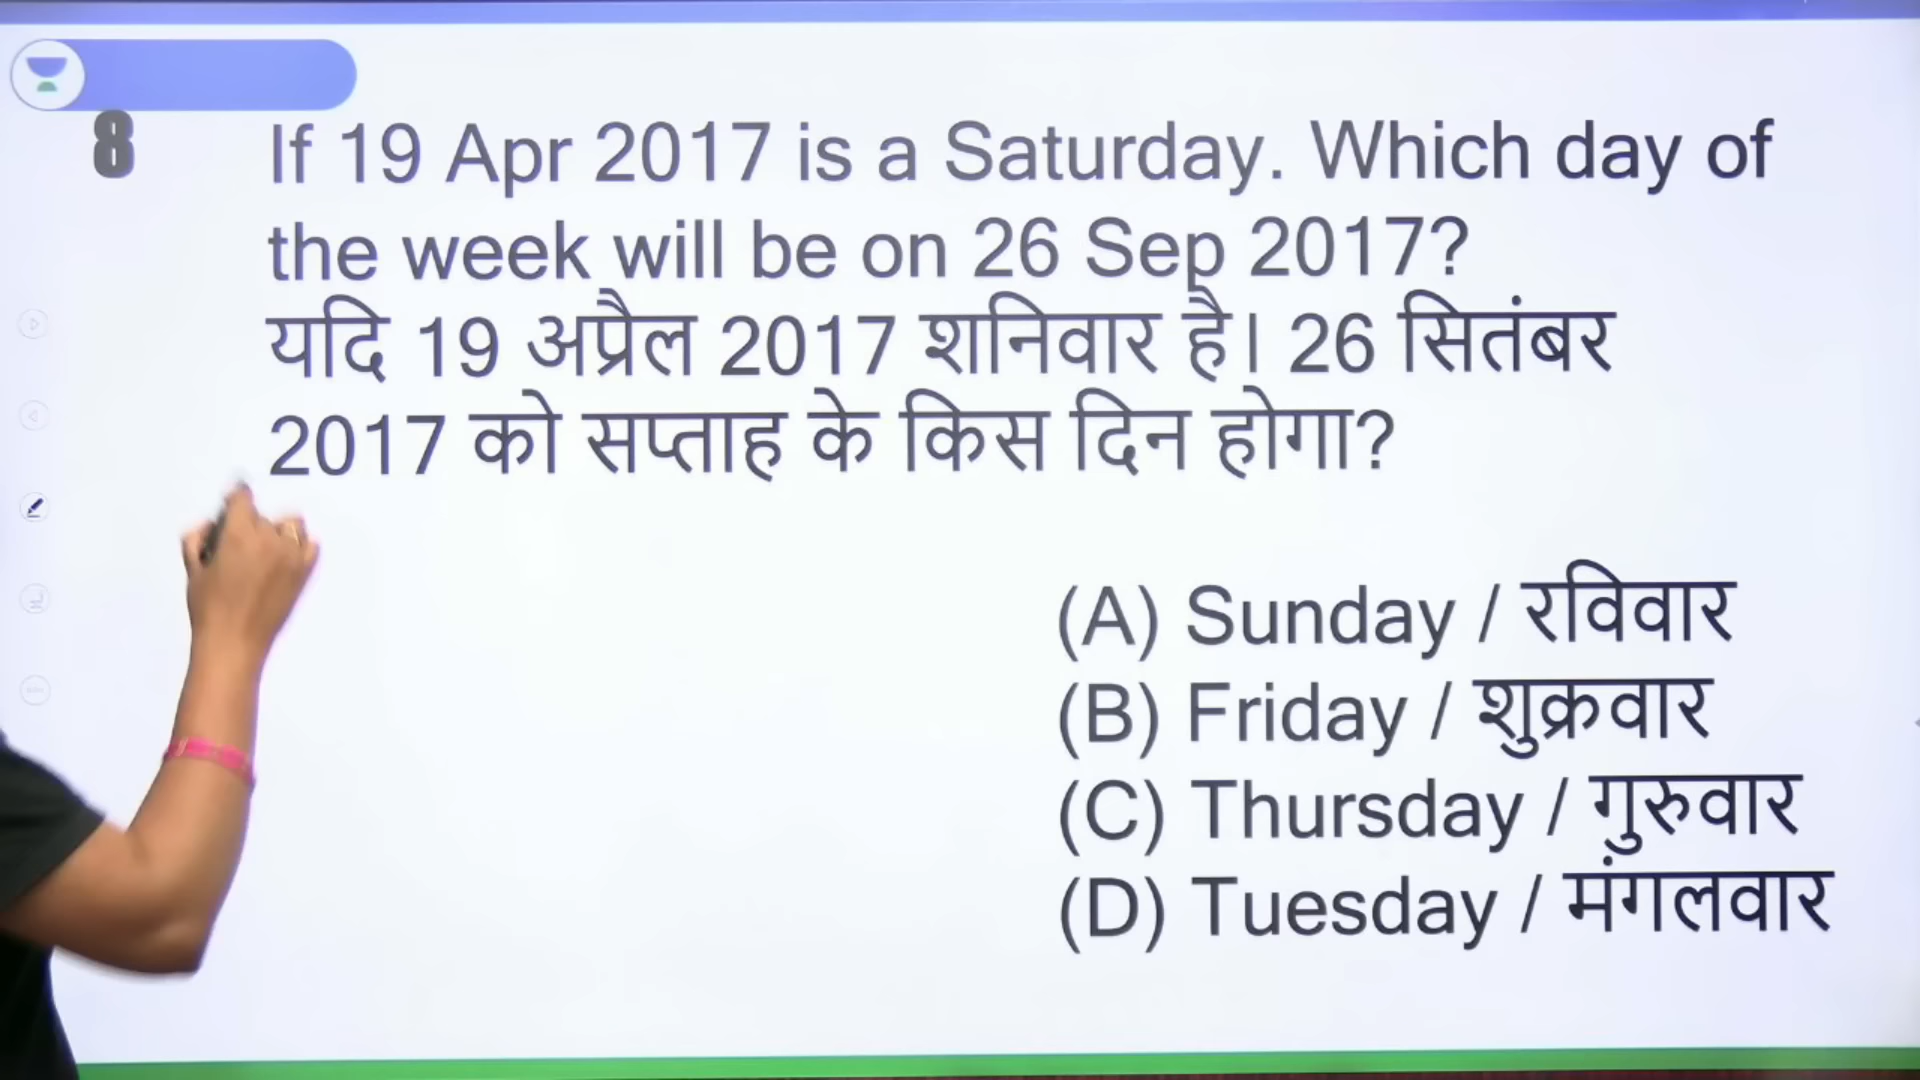 8 If 19 Apr 2017 is a Saturday. Which day of
the week will be on 26 Sep 2017?
यदि 19 अप्रैल 2017 शनिवार है। 26 सितंबर
2017 को सप्ताह के किस दिन होगा?
(A) Sunday / रविवार
(B) Friday / शुक्रवार
(C) Thursday / गुरुवार
(D) Tuesday / मंगलवार